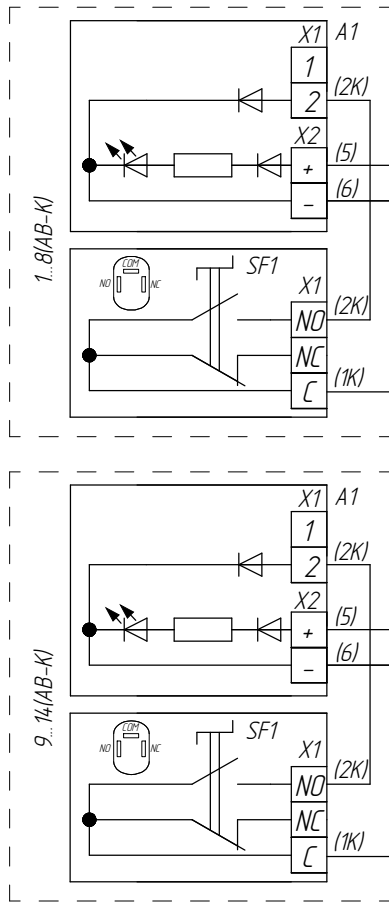 X1 A1
1
2 (2K)
X2
+ (5)
- (6)
1...8(AB-K)
COM
NO NC
SF1
X1
NO (2K)
NC
C (1K)
X1 A1
1
2 (2K)
X2
+ (5)
- (6)
9...14(AB-K)
COM
NO NC
SF1
X1
NO (2K)
NC
C (1K)